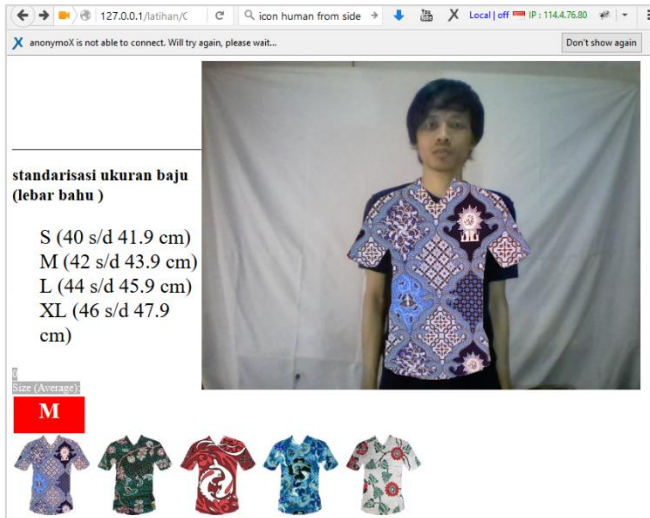 127.0.0.1/latihan/C
icon human from side
Local | off IP : 114.4.76.80
anonymoX is not able to connect. Will try again, please wait...
Don't show again
standarisasi ukuran baju
(lebar bahu )
S (40 s/d 41.9 cm)
M (42 s/d 43.9 cm)
L (44 s/d 45.9 cm)
XL (46 s/d 47.9
cm)
Size (Average):
M